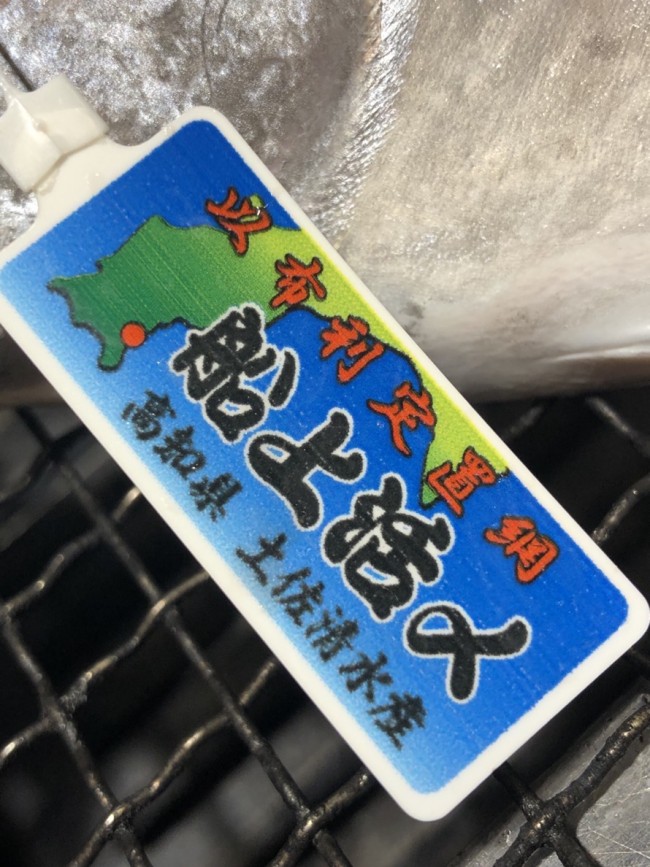 以布利定置網
船上活〆
高知県 土佐清水産